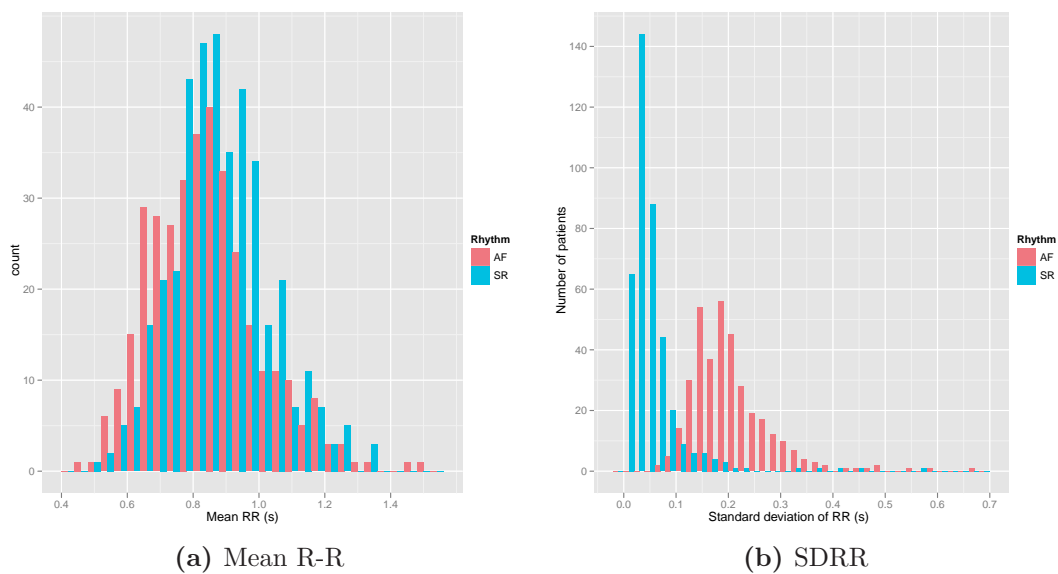 count
40
30
20
10
0
0.4 0.6 0.8 1.0 1.2 1.4
Mean RR (s)
Rhythm
AF
SR
(a) Mean R-R
Number of patients
140
120
100
80
60
40
20
0
0.0 0.1 0.2 0.3 0.4 0.5 0.6 0.7
Standard deviation of RR (s)
Rhythm
AF
SR
(b) SDRR